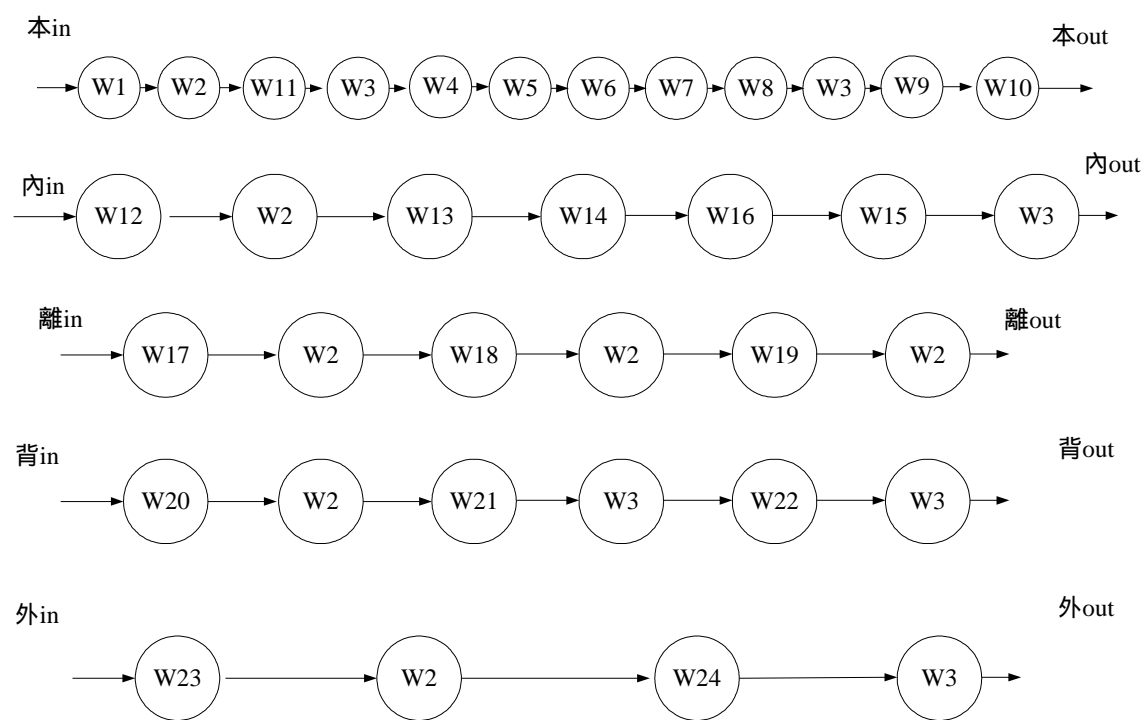 本in
本out
W1 W2 W11 W3 W4 W5 W6 W7 W8 W3 W9 W10
內in
內out
W12 W2 W13 W14 W16 W15 W3
離in
離out
W17 W2 W18 W2 W19 W2
背in
背out
W20 W2 W21 W3 W22 W3
外in
外out
W23 W2 W24 W3